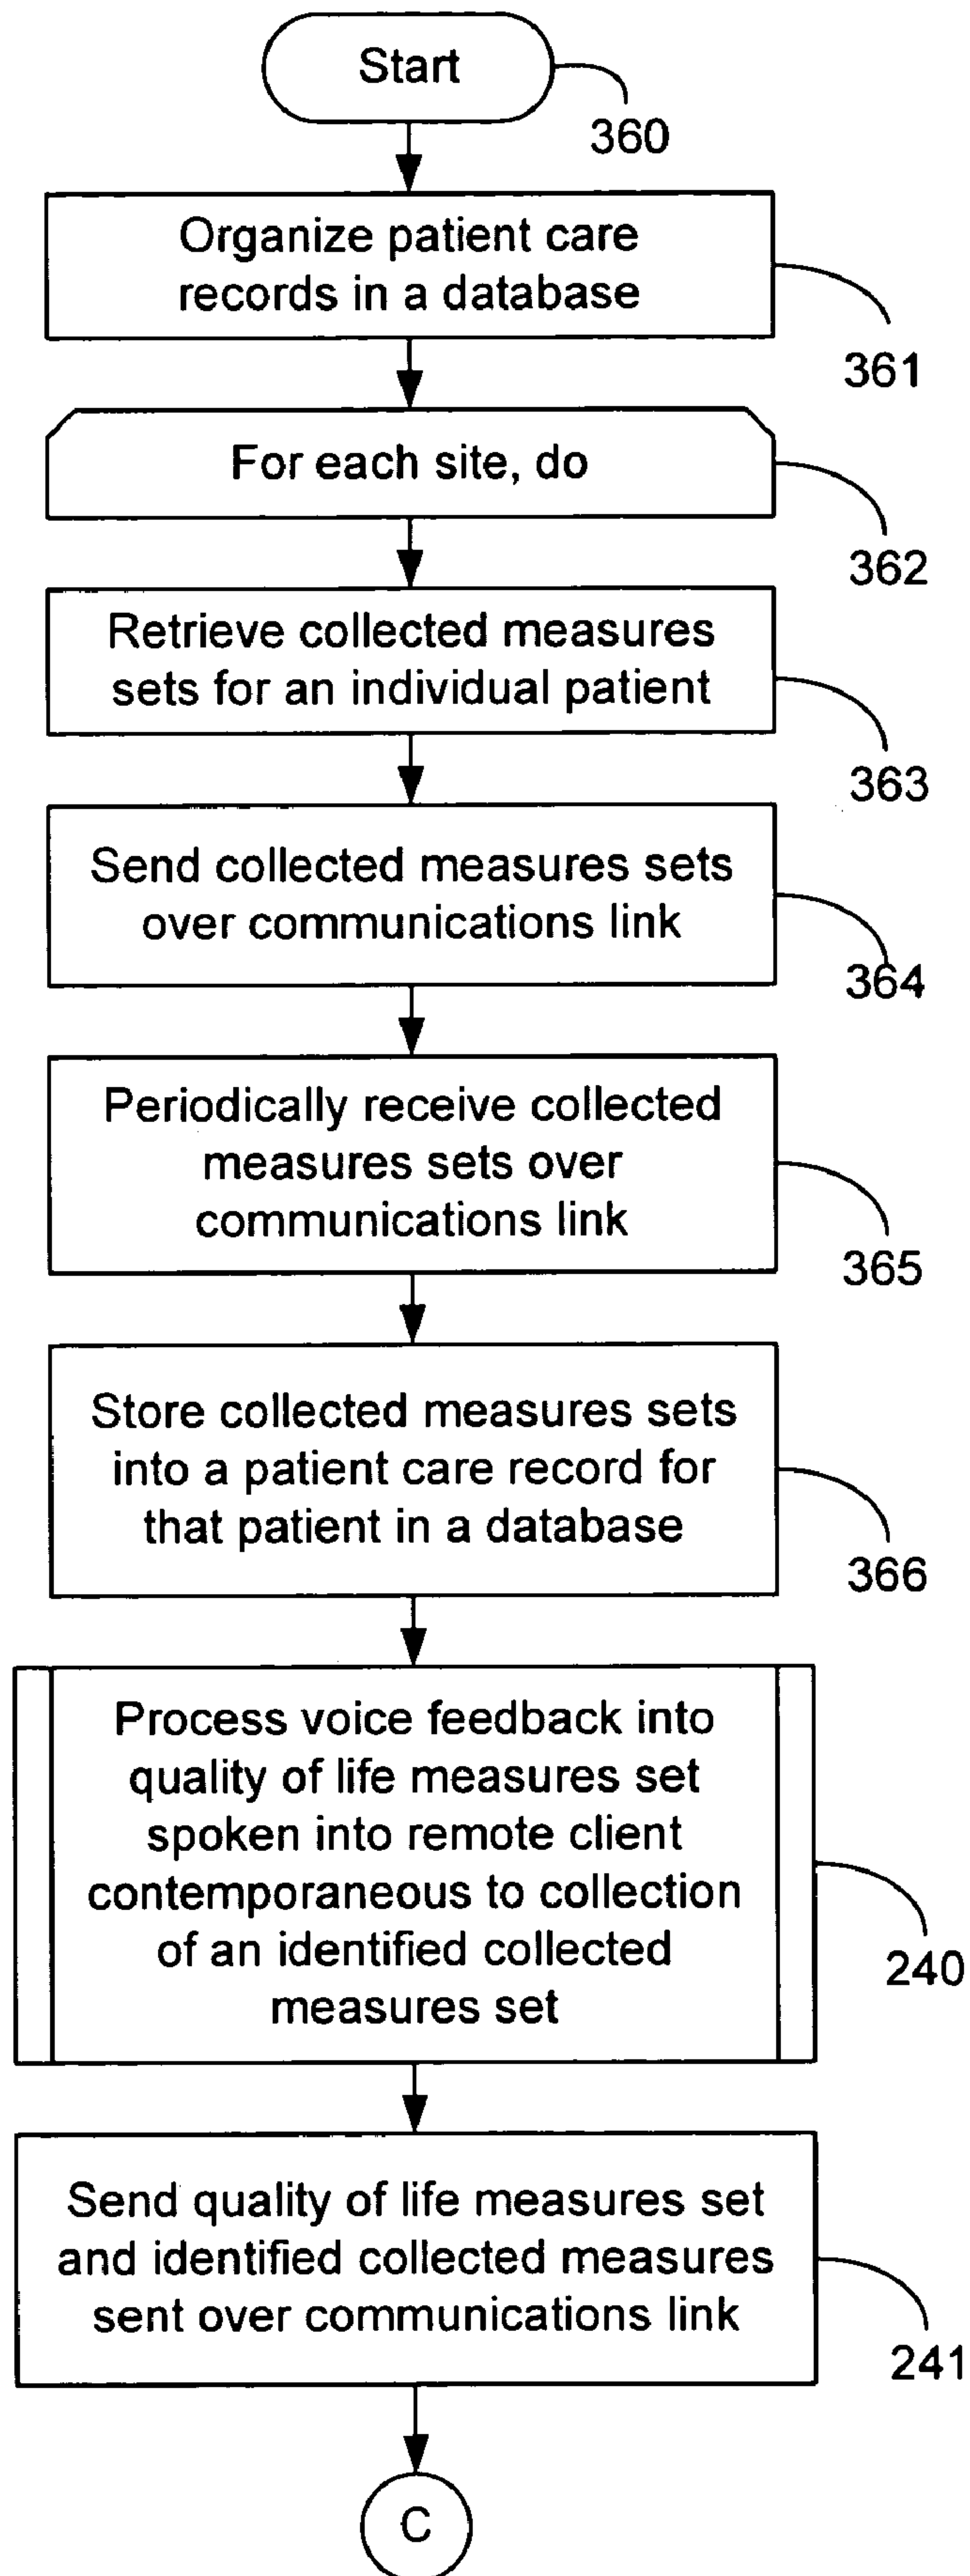 Start
360
Organize patient care
records in a database
361
For each site, do
362
Retrieve collected measures
sets for an individual patient
363
Send collected measures sets
over communications link
364
Periodically receive collected
measures sets over
communications link
365
Store collected measures sets
into a patient care record for
that patient in a database
366
Process voice feedback into
quality of life measures set
spoken into remote client
contemporaneous to collection
of an identified collected
measures set
240
Send quality of life measures set
and identified collected measures
sent over communications link
241
C